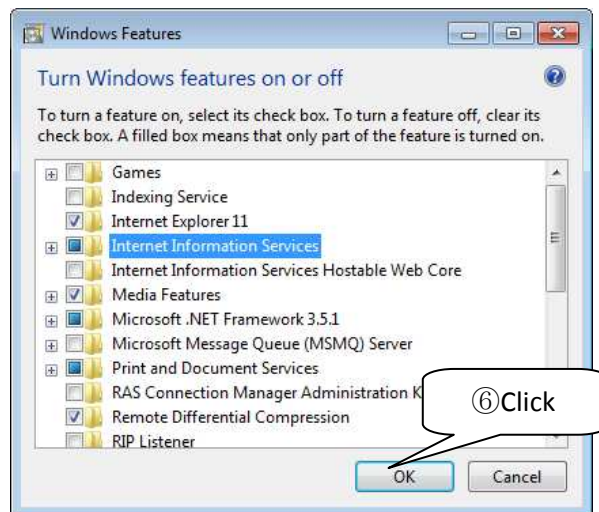 Windows Features
Turn Windows features on or off
To turn a feature on, select its check box. To turn a feature off, clear its
check box. A filled box means that only part of the feature is turned on.
Games
Indexing Service
Internet Explorer 11
Internet Information Services
Internet Information Services Hostable Web Core
Media Features
Microsoft .NET Framework 3.5.1
Microsoft Message Queue (MSMQ) Server
Print and Document Services
RAS Connection Manager Administration K
Remote Differential Compression
RIP Listener
⑥Click
OK
Cancel